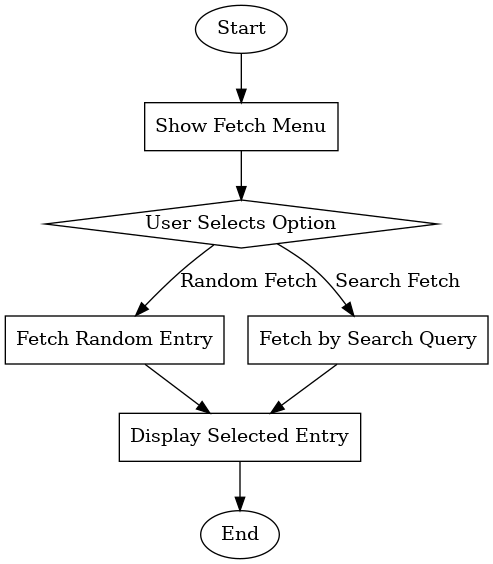 Start
Show Fetch Menu
User Selects Option
Random Fetch
Search Fetch
Fetch Random Entry
Fetch by Search Query
Display Selected Entry
End